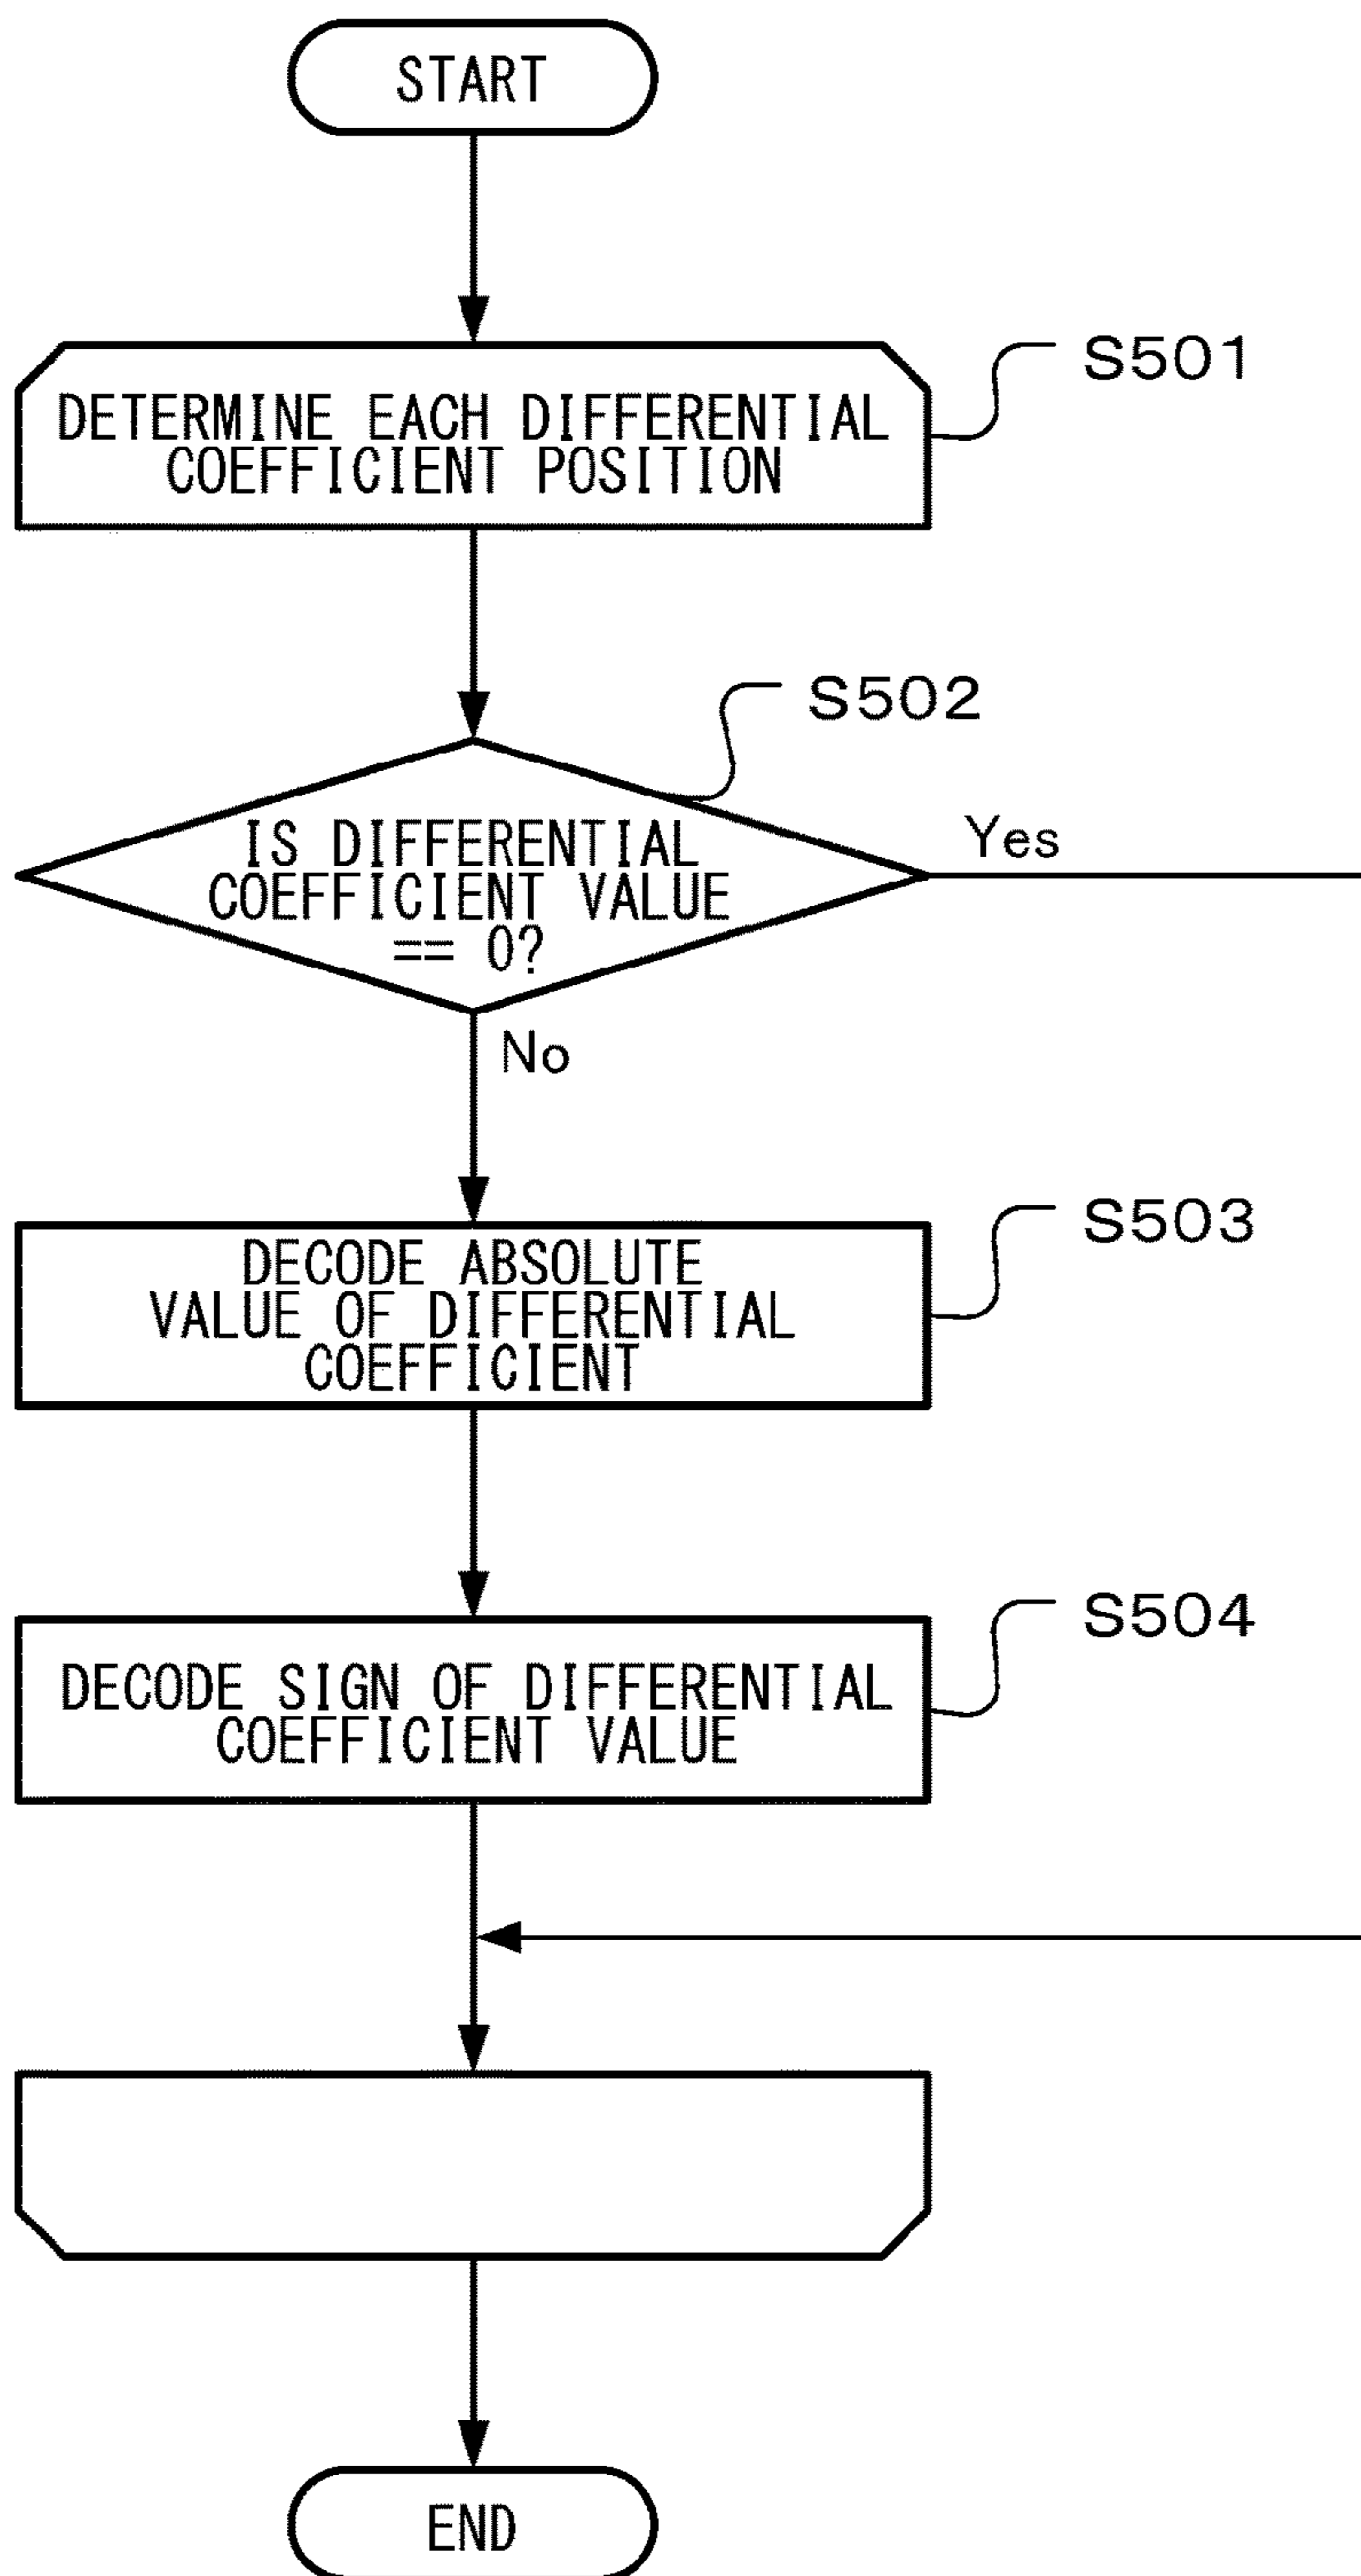 START
S501
DETERMINE EACH DIFFERENTIAL
COEFFICIENT POSITION
S502
IS DIFFERENTIAL
COEFFICIENT VALUE
== 0?
Yes
No
S503
DECODE ABSOLUTE
VALUE OF DIFFERENTIAL
COEFFICIENT
S504
DECODE SIGN OF DIFFERENTIAL
COEFFICIENT VALUE
END